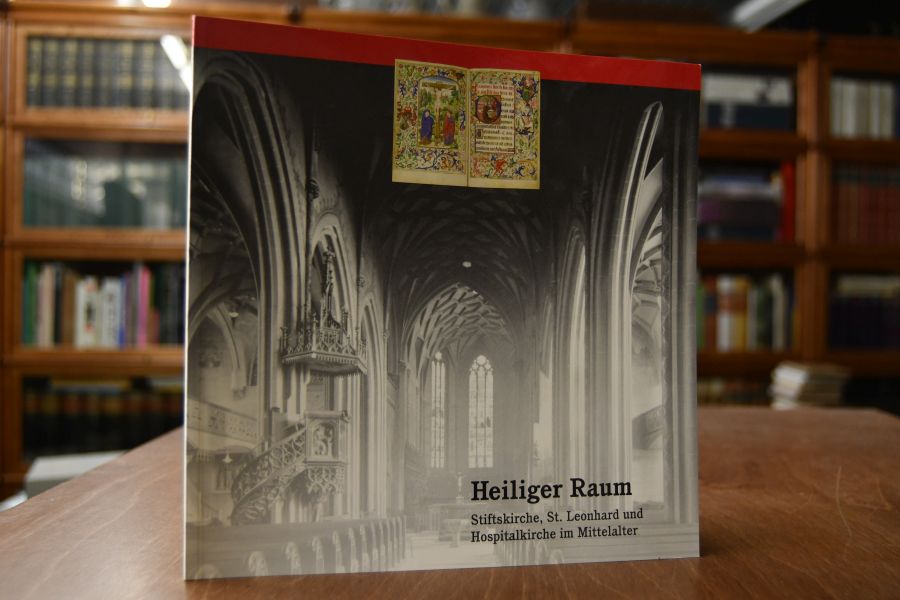 Heiliger Raum
Stiftskirche, St. Leonhard und
Hospitalkirche im Mittelalter